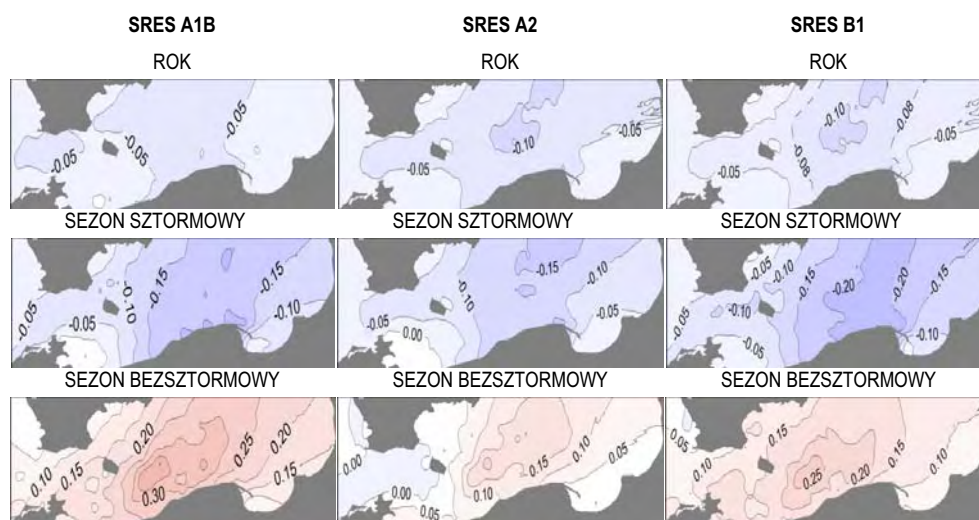 SRES A1B SRES A2 SRES B1
ROK ROK ROK
-0.05 -0.05 -0.05
-0.05 -0.10 -0.05
-0.05 -0.10 -0.08 -0.08 -0.05
SEZON SZTORMOWY SEZON SZTORMOWY SEZON SZTORMOWY
-0.05 -0.05 -0.10 -0.15 -0.15 -0.10
-0.05 0.00 -0.10 -0.15 -0.10 -0.05
-0.05 -0.05 -0.10 -0.10 -0.05 -0.15 -0.20 -0.20 -0.15 -0.10
SEZON BEZSZTORMOWY SEZON BEZSZTORMOWY SEZON BEZSZTORMOWY
0.10 0.15 0.20 0.30 0.25 0.20 0.15
0.00 0.00 0.05 0.10 0.15 0.10 0.05
0.05 0.10 0.15 0.25 0.20 0.15 0.10